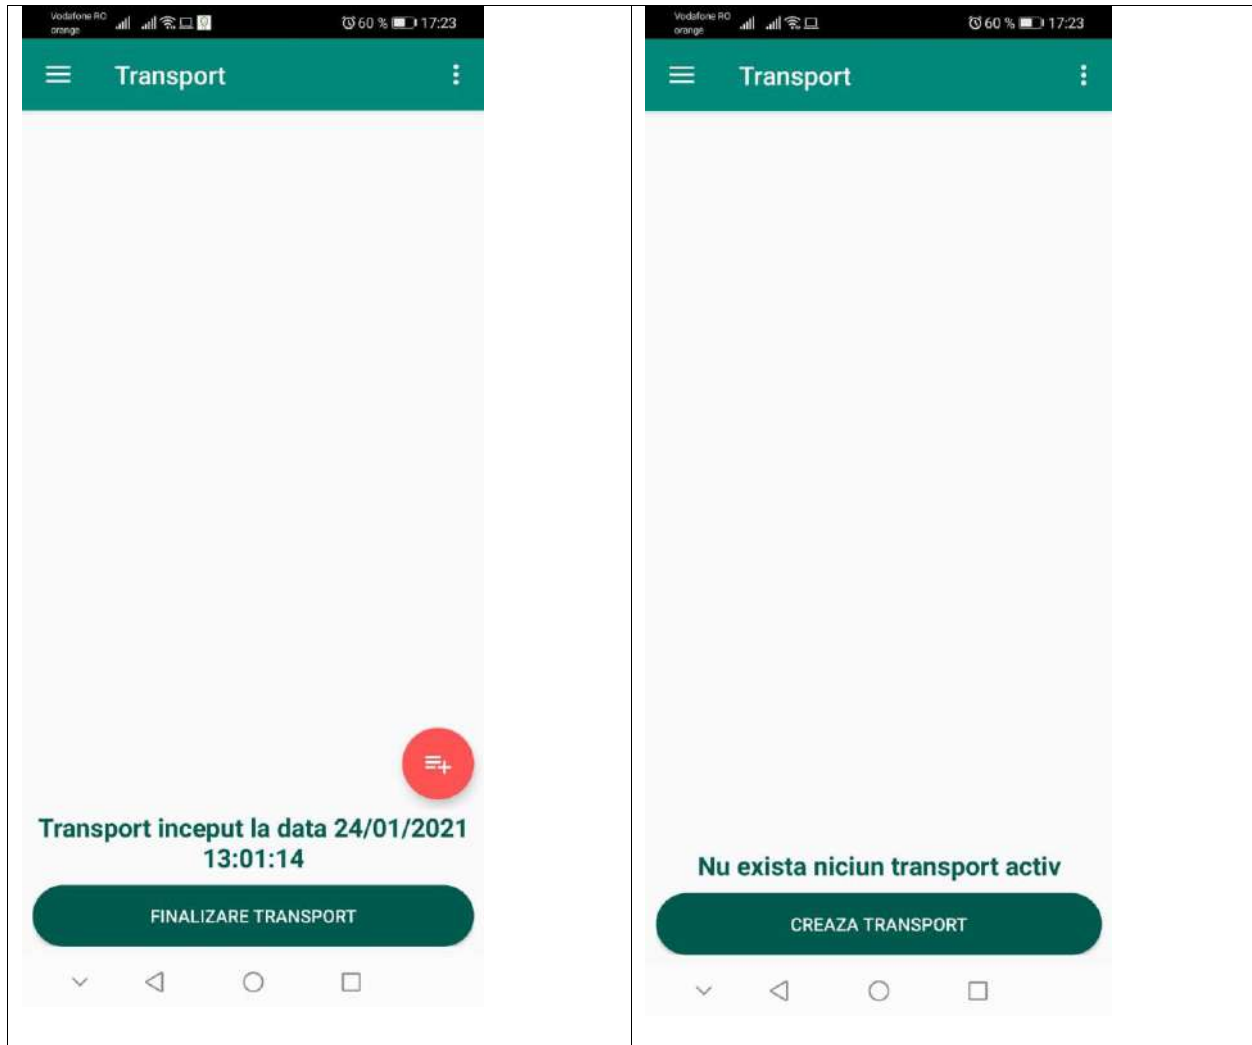 Vodafone RO
orange
60 %
17:23
Transport
Transport inceput la data 24/01/2021
13:01:14
FINALIZARE TRANSPORT
Vodafone RO
orange
60 %
17:23
Transport
Nu exista niciun transport activ
CREAZA TRANSPORT